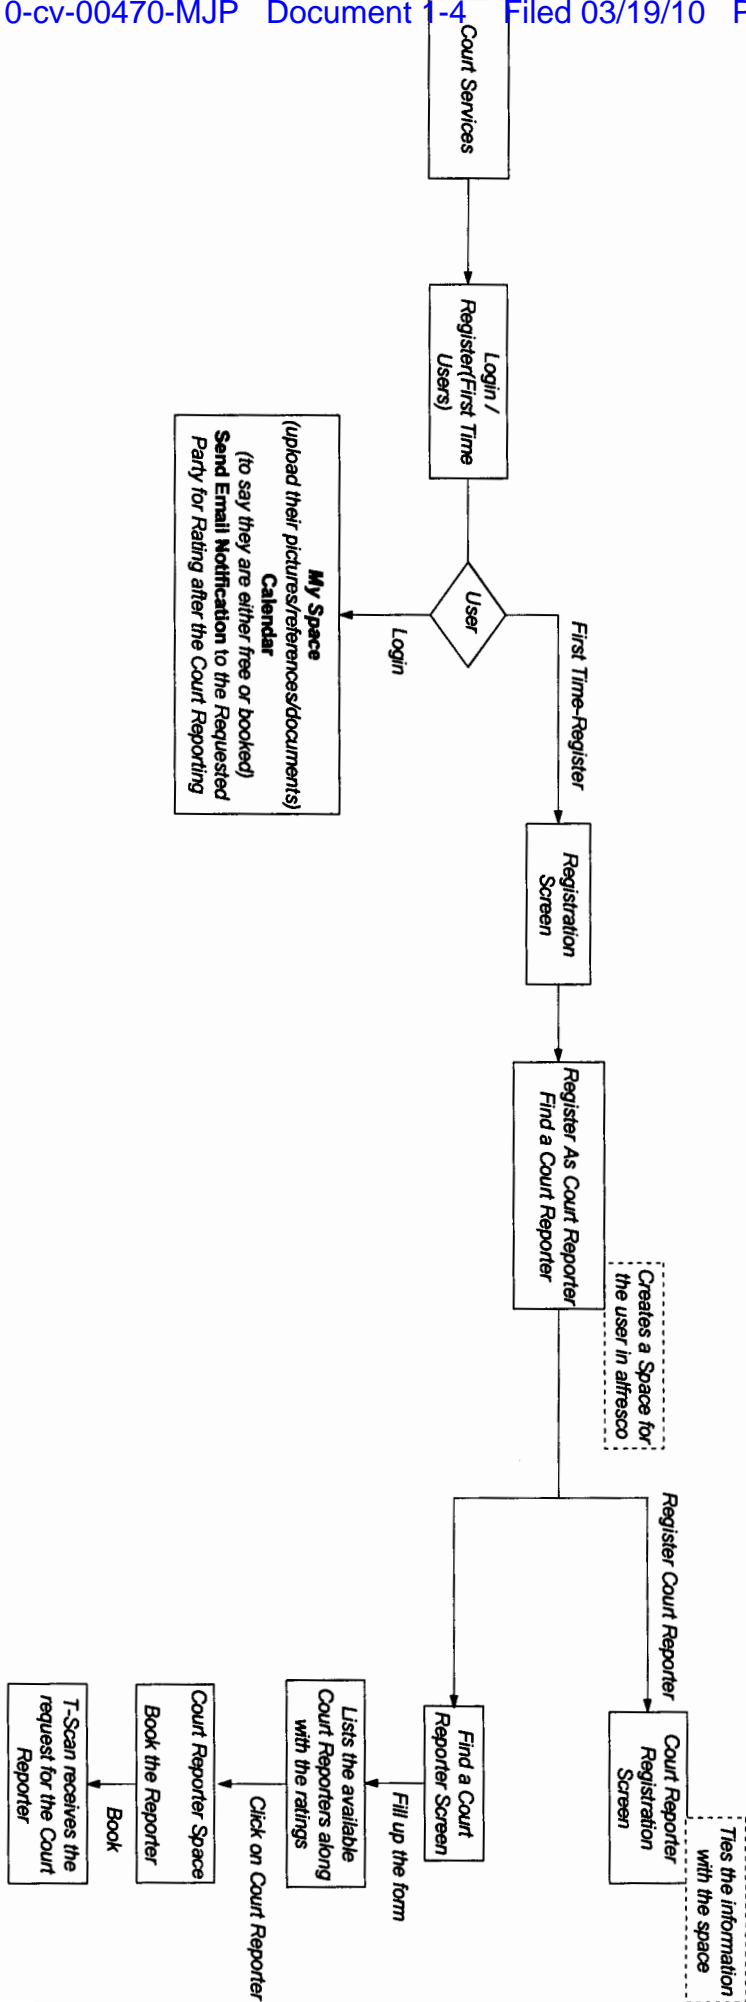 0-cv-00470-MJP Document 1-4 Filed 03/19/10 P
Court Services
Login /
Register(First Time
Users)
User
First Time-Register
Login
My Space
(upload their pictures/references/documents)
Calendar
(to say they are either free or booked)
Send Email Notification to the Requested
Party for Rating after the Court Reporting
Registration
Screen
Register As Court Reporter
Find a Court Reporter
Creates a Space for
the user in alfresco
Register Court Reporter
Court Reporter
Registration
Screen
Ties the information
with the space
Find a Court
Reporter Screen
Fill up the form
Lists the available
Court Reporters along
with the ratings
Click on Court Reporter
Court Reporter Space
Book the Reporter
Book
T-Scan receives the
request for the Court
Reporter